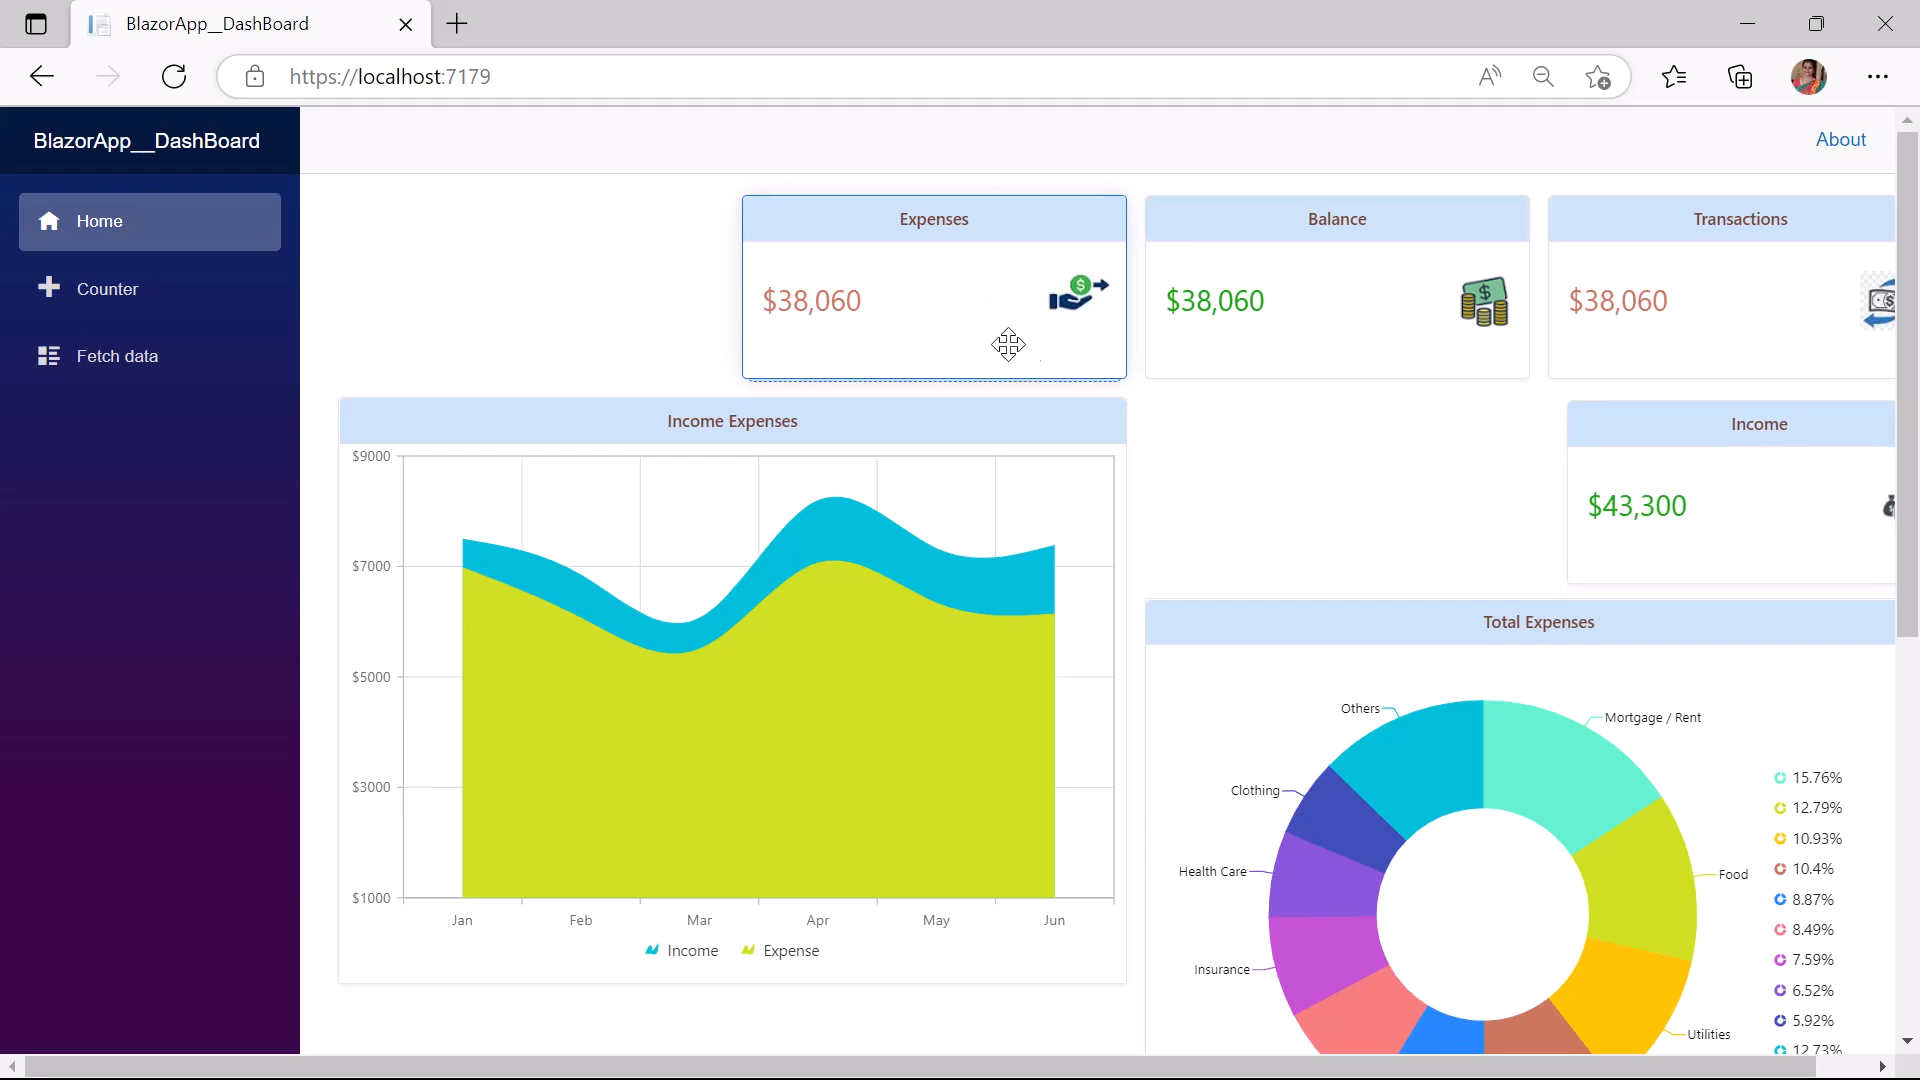 BlazorApp__DashBoard
https://localhost:7179
BlazorApp__DashBoard
About
Home
Counter
Fetch data
Expenses
$38,060
Balance
$38,060
Transactions
$38,060
Income Expenses
$9000
$7000
$5000
$3000
$1000
Jan Feb Mar Apr May Jun
Income Expense
Income
$43,300
Total Expenses
Others
Mortgage / Rent
Clothing
Health Care
Food
Insurance
Utilities
15.76%
12.79%
10.93%
10.4%
8.87%
8.49%
7.59%
6.52%
5.92%
12.73%